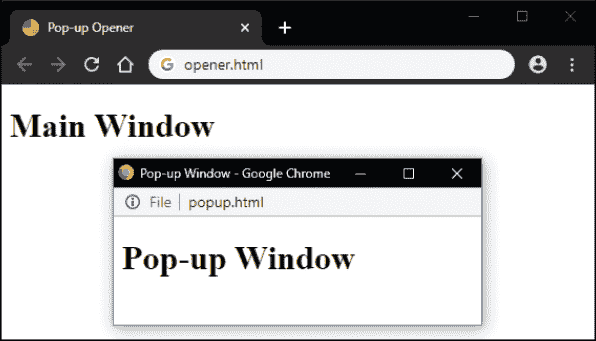 Pop-up Opener
opener.html
Main Window
Pop-up Window - Google Chrome
File popup.html
Pop-up Window